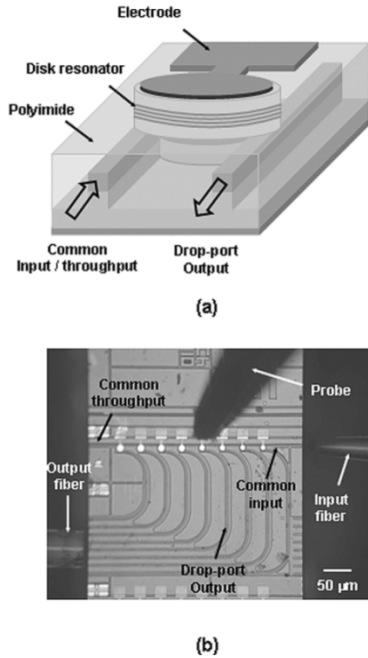 Electrode
Disk resonator
Polyimide
Common
Input / throughput
Drop-port
Output
(a)
Common
throughput
Probe
Output
fiber
Common
input
Input
fiber
Drop-port
Output
50 µm
(b)